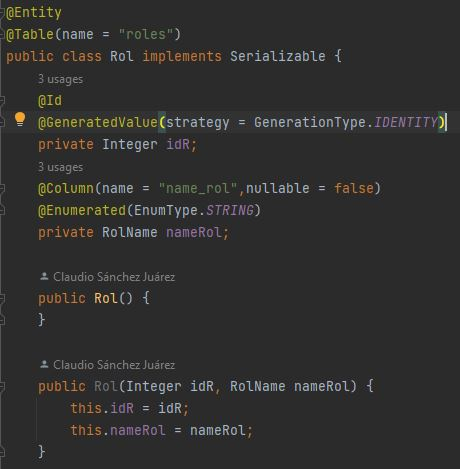 @Entity
@Table(name = "roles")
public class Rol implements Serializable {
3 usages
@Id
@GeneratedValue(strategy = GenerationType.IDENTITY)
private Integer idR;
3 usages
@Column(name = "name_rol",nullable = false)
@Enumerated(EnumType.STRING)
private RolName nameRol;
Claudio Sánchez Juárez
public Rol() {
}
Claudio Sánchez Juárez
public Rol(Integer idR, RolName nameRol) {
this.idR = idR;
this.nameRol = nameRol;
}